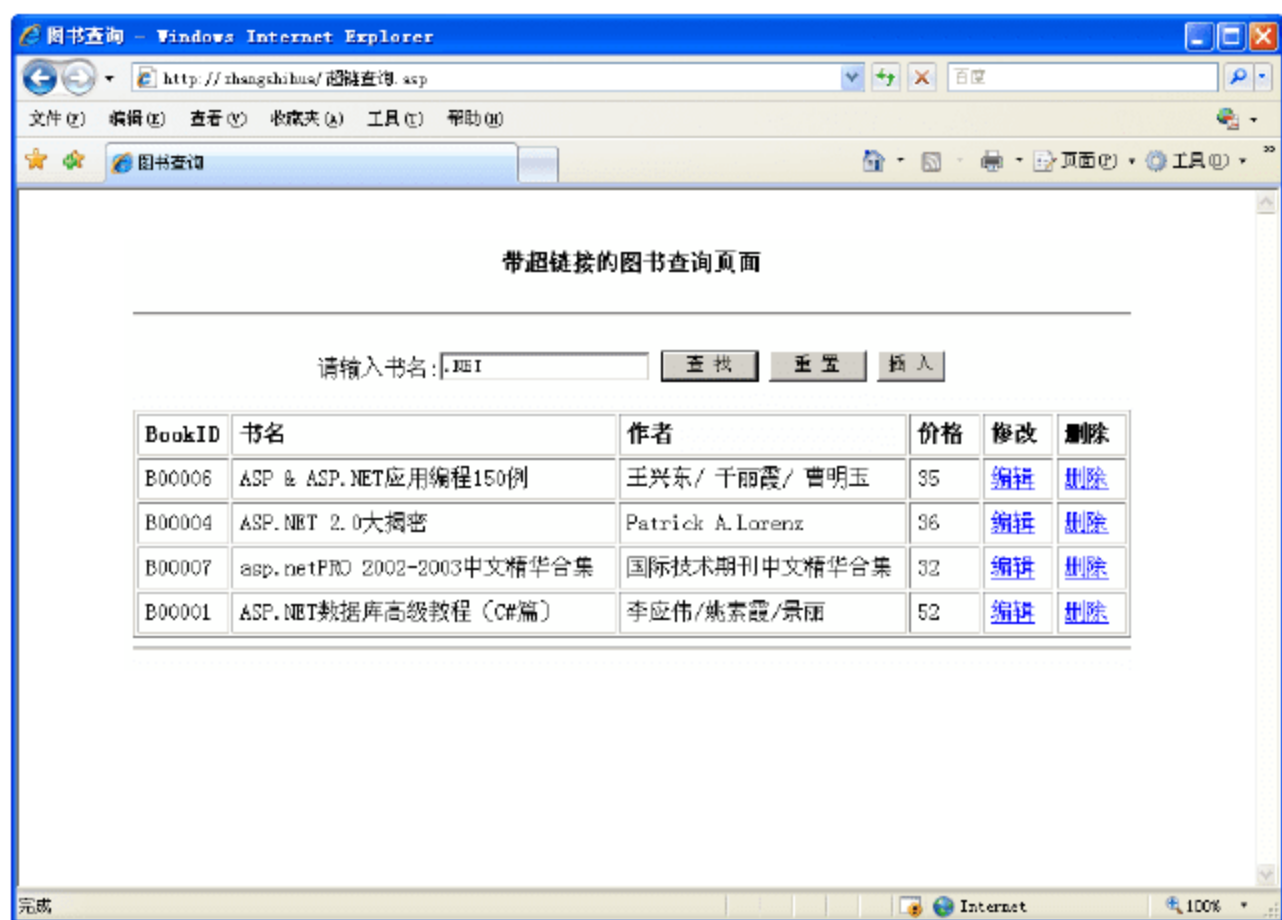 图书查询 - Windows Internet Explorer
http://zhangshihua/超链查询.asp 百度
文件(F) 编辑(E) 查看(V) 收藏夹(A) 工具(T) 帮助(H)
图书查询 页面(P) 工具(O)
带超链接的图书查询页面
请输入书名: .NET 查 找 重 置 插 入
BookID 书名 作者 价格 修改 删除
B00006 ASP & ASP.NET应用编程150例 王兴东/ 千丽霞/ 曹明玉 35 编辑 删除
B00004 ASP.NET 2.0大揭密 Patrick A.Lorenz 36 编辑 删除
B00007 asp.netPRO 2002-2003中文精华合集 国际技术期刊中文精华合集 32 编辑 删除
B00001 ASP.NET数据库高级教程（C#篇） 李应伟/姚素霞/景丽 52 编辑 删除
完成 Internet 100%